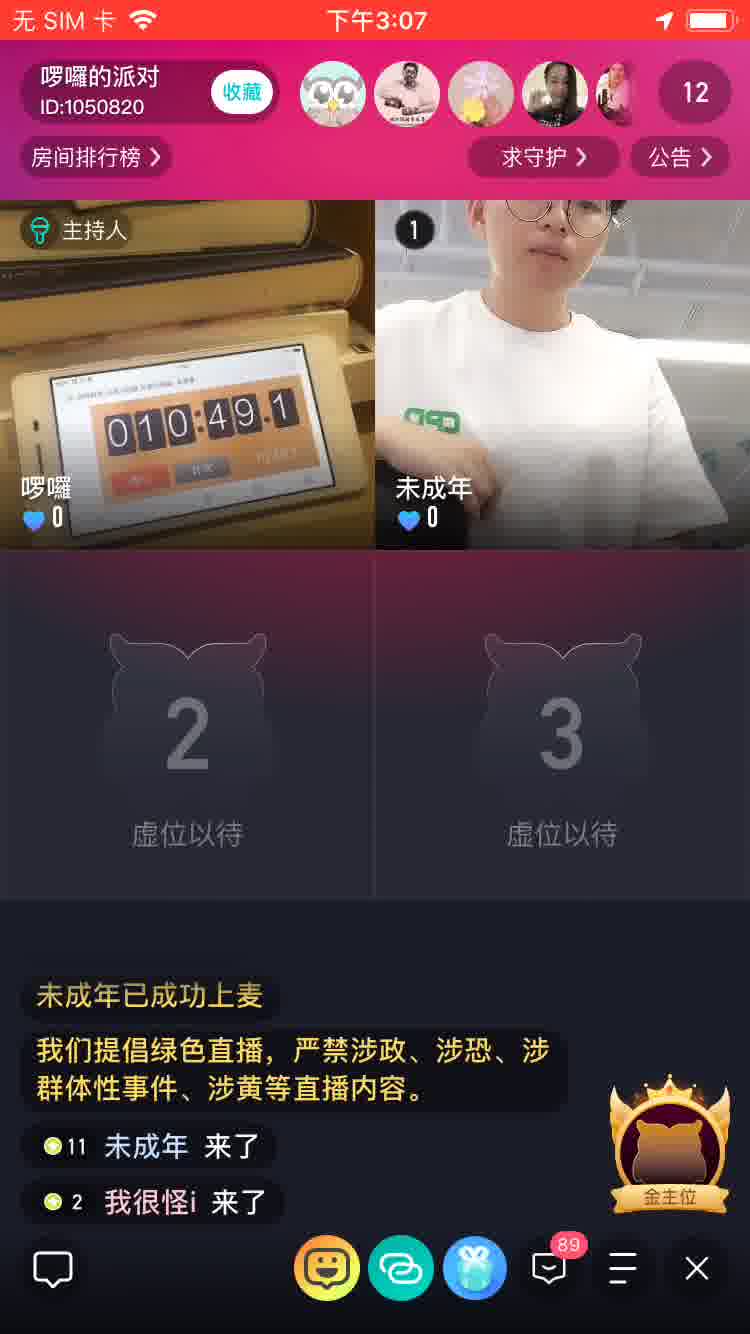 无 SIM 卡
下午3:07
啰囉的派对
ID:1050820
收藏
12
房间排行榜
求守护
公告
主持人
1
010:49.1
啰囉
0
未成年
0
2
3
虚位以待
虚位以待
未成年已成功上麦
我们提倡绿色直播，严禁涉政、涉恐、涉
群体性事件、涉黄等直播内容。
11 未成年 来了
2 我很怪i 来了
金主位
89